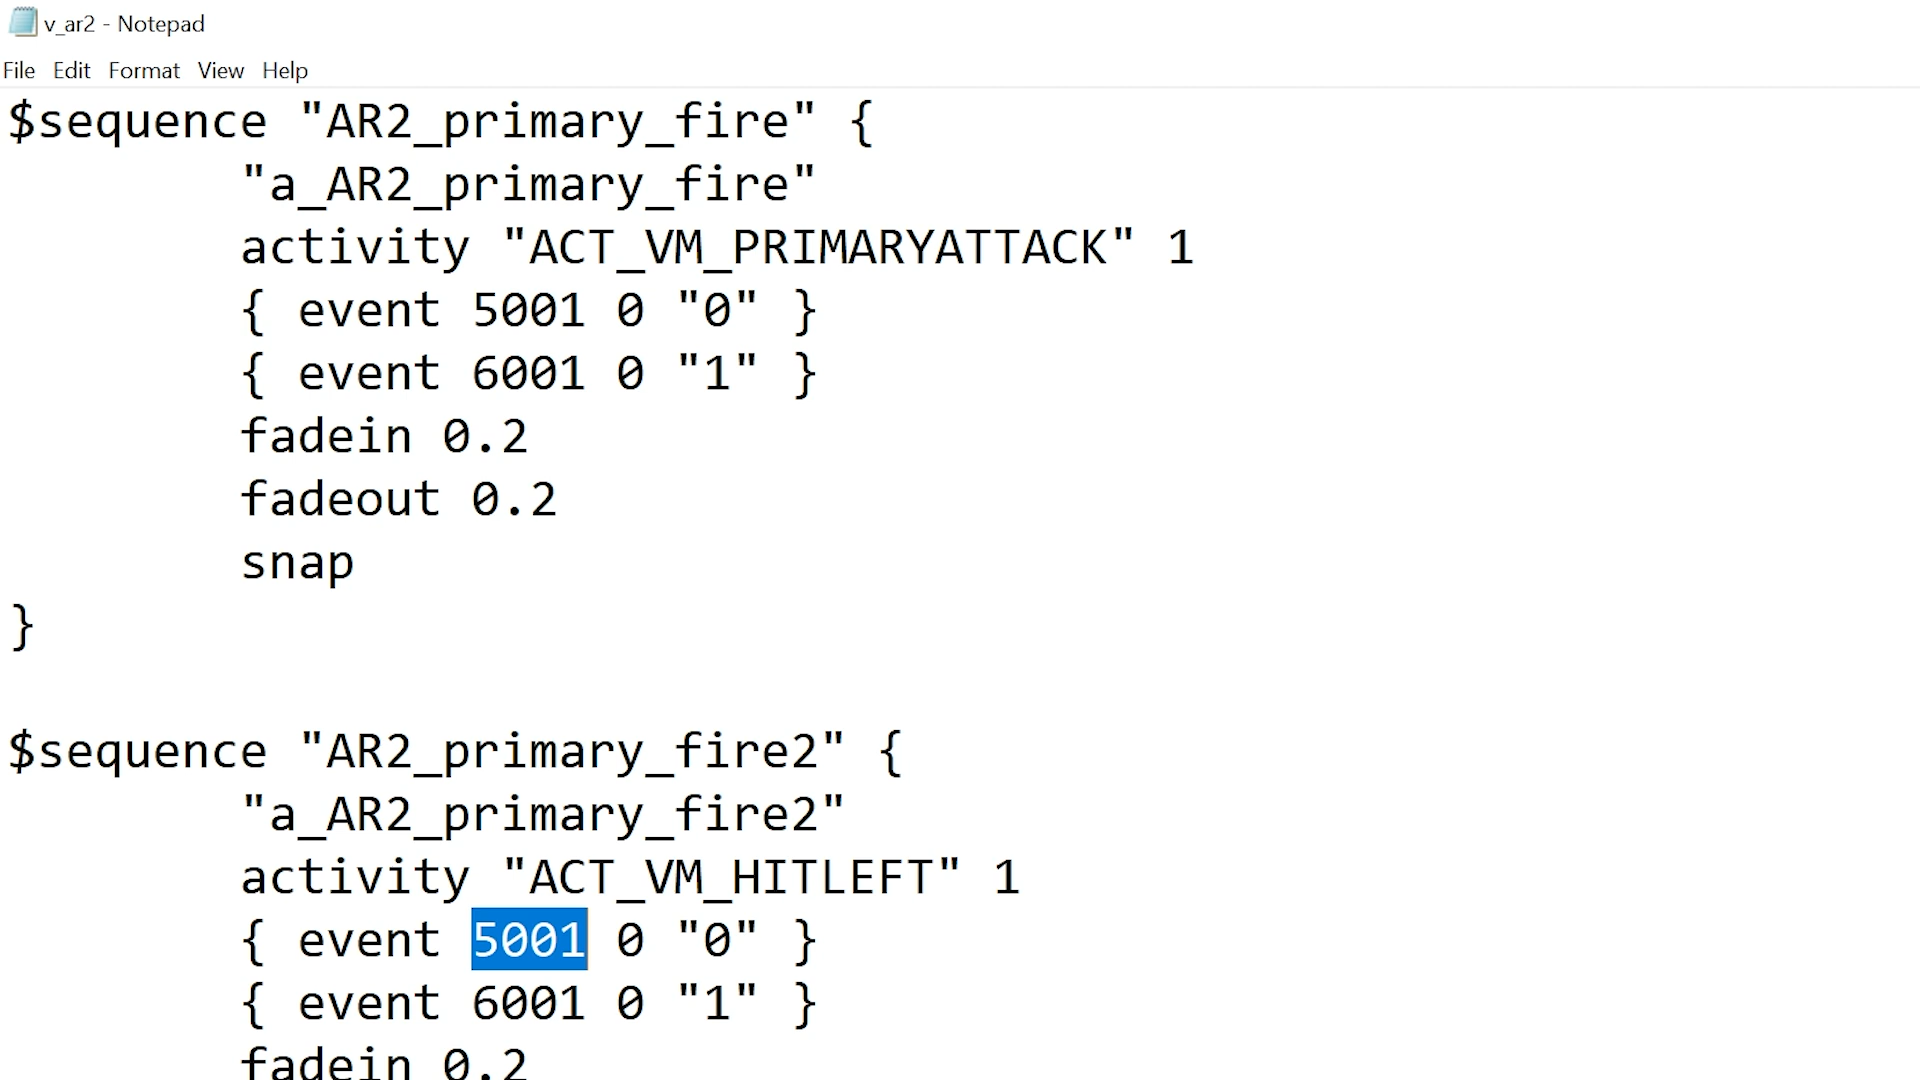 v_ar2 - Notepad
File Edit Format View Help
$sequence "AR2_primary_fire" {
"a_AR2_primary_fire"
activity "ACT_VM_PRIMARYATTACK" 1
{ event 5001 0 "0" }
{ event 6001 0 "1" }
fadein 0.2
fadeout 0.2
snap
}
$sequence "AR2_primary_fire2" {
"a_AR2_primary_fire2"
activity "ACT_VM_HITLEFT" 1
{ event 5001 0 "0" }
{ event 6001 0 "1" }
fadein 0.2